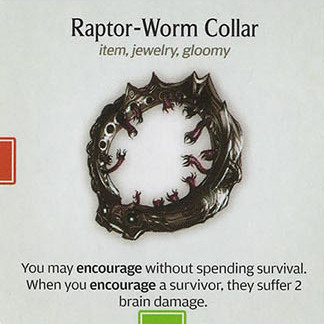 Raptor-Worm Collar
item, jewelry, gloomy
You may encourage without spending survival.
When you encourage a survivor, they suffer 2
brain damage.